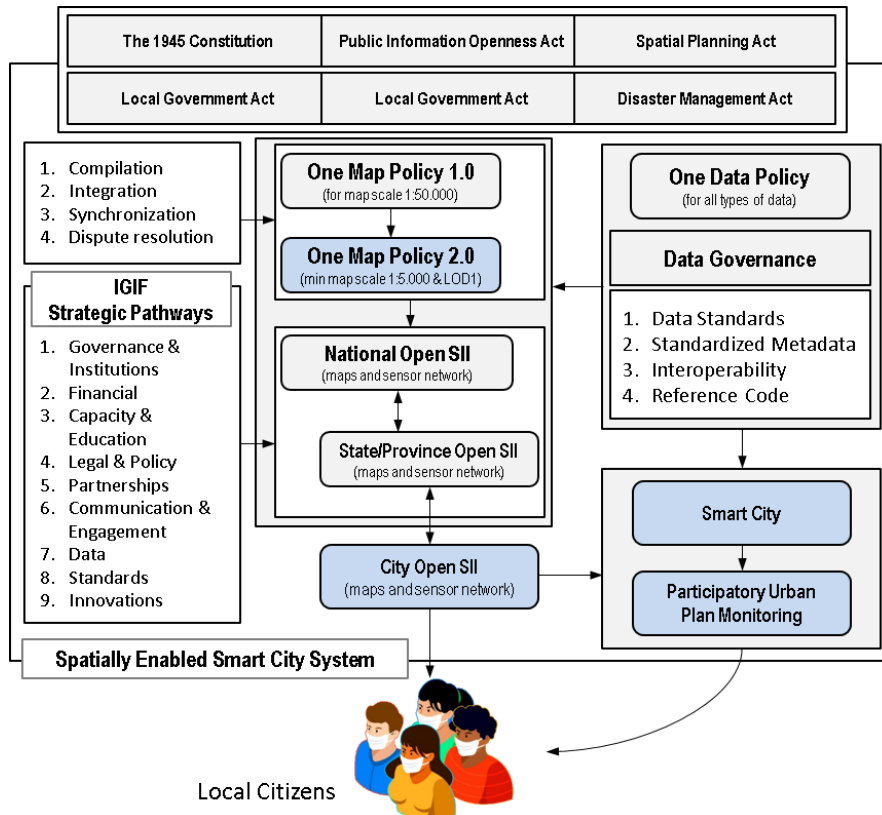 The 1945 Constitution
Public Information Openness Act
Spatial Planning Act
Local Government Act
Local Government Act
Disaster Management Act
1. Compilation
2. Integration
3. Synchronization
4. Dispute resolution
One Map Policy 1.0
(for map scale 1:50.000)
One Map Policy 2.0
(min map scale 1:5.000 & LOD1)
One Data Policy
(for all types of data)
Data Governance
1. Data Standards
2. Standardized Metadata
3. Interoperability
4. Reference Code
IGIF
Strategic Pathways
1. Governance &
Institutions
2. Financial
3. Capacity &
Education
4. Legal & Policy
5. Partnerships
6. Communication &
Engagement
7. Data
8. Standards
9. Innovations
National Open SII
(maps and sensor network)
State/Province Open SII
(maps and sensor network)
City Open SII
(maps and sensor network)
Smart City
Participatory Urban
Plan Monitoring
Spatially Enabled Smart City System
Local Citizens